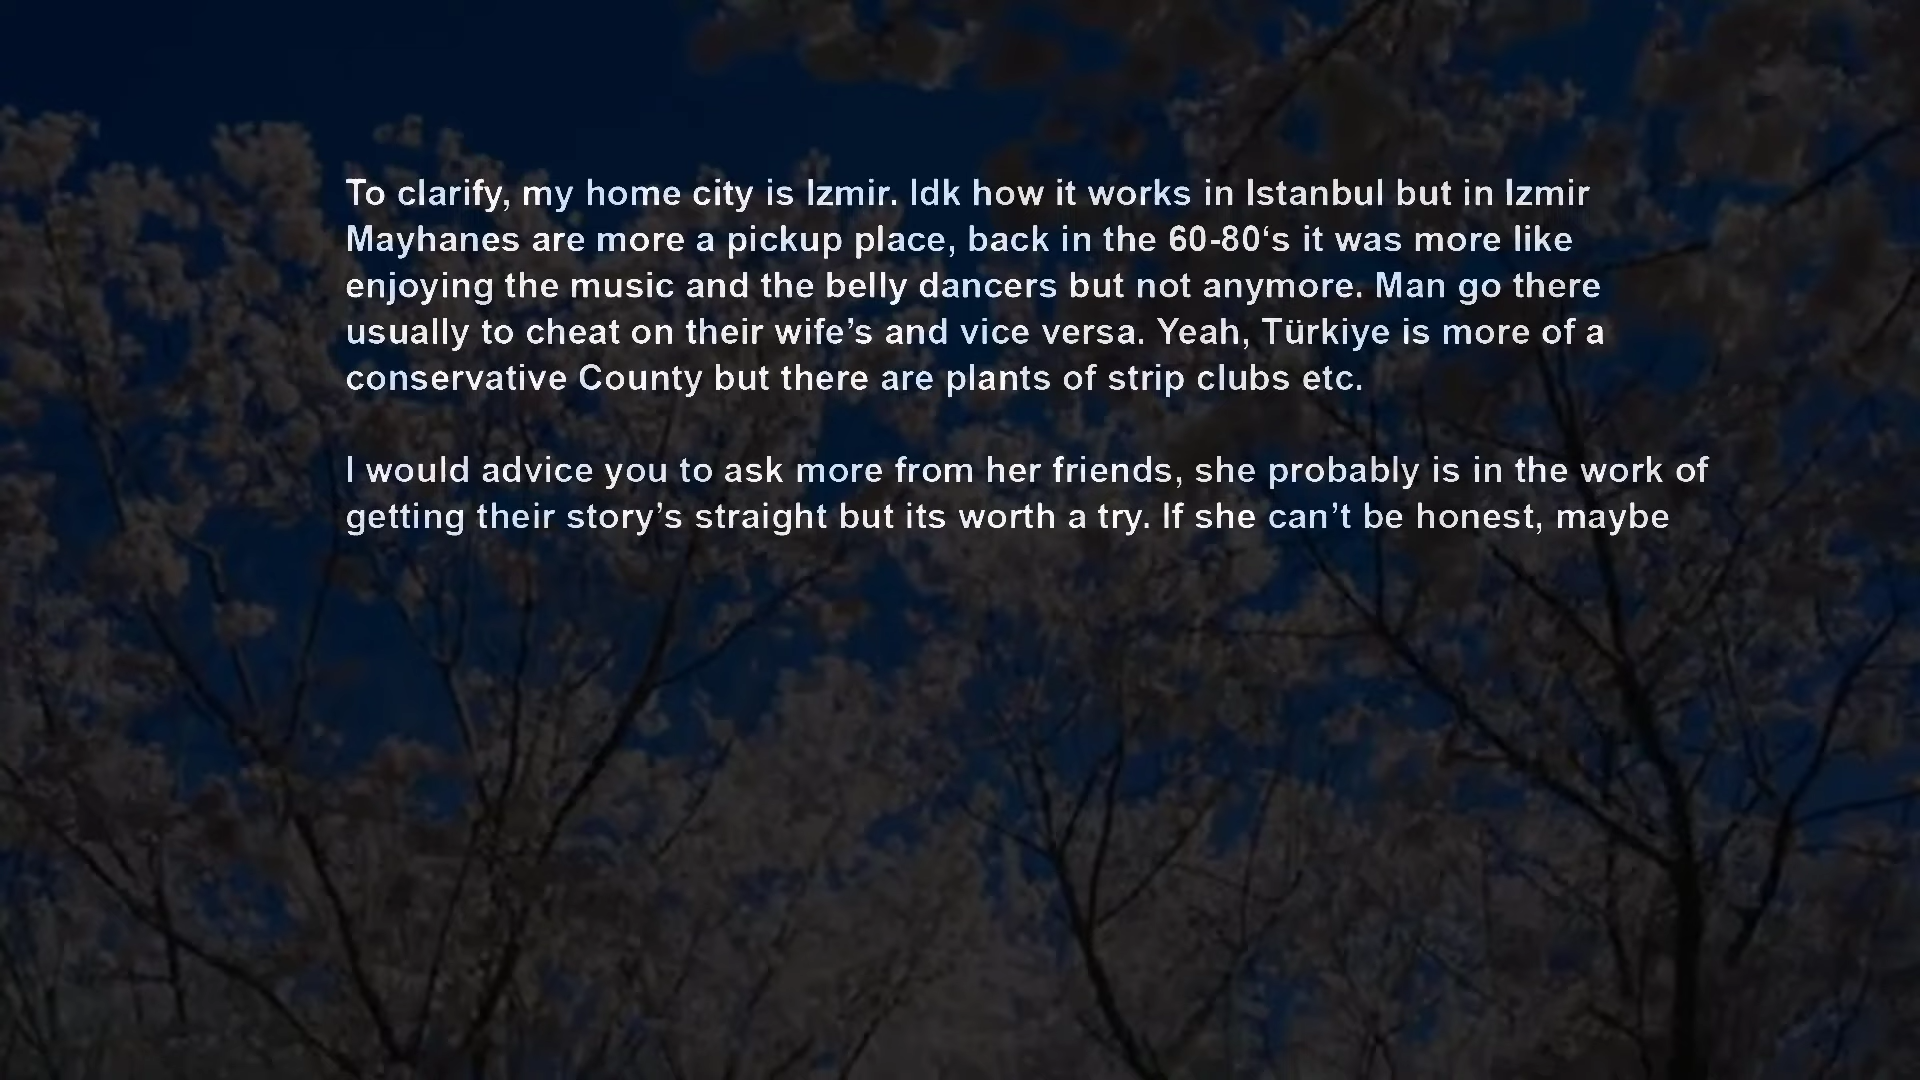 To clarify, my home city is Izmir. Idk how it works in Istanbul but in Izmir
Mayhanes are more a pickup place, back in the 60-80‘s it was more like
enjoying the music and the belly dancers but not anymore. Man go there
usually to cheat on their wife’s and vice versa. Yeah, Türkiye is more of a
conservative County but there are plants of strip clubs etc.
I would advice you to ask more from her friends, she probably is in the work of
getting their story’s straight but its worth a try. If she can’t be honest, maybe